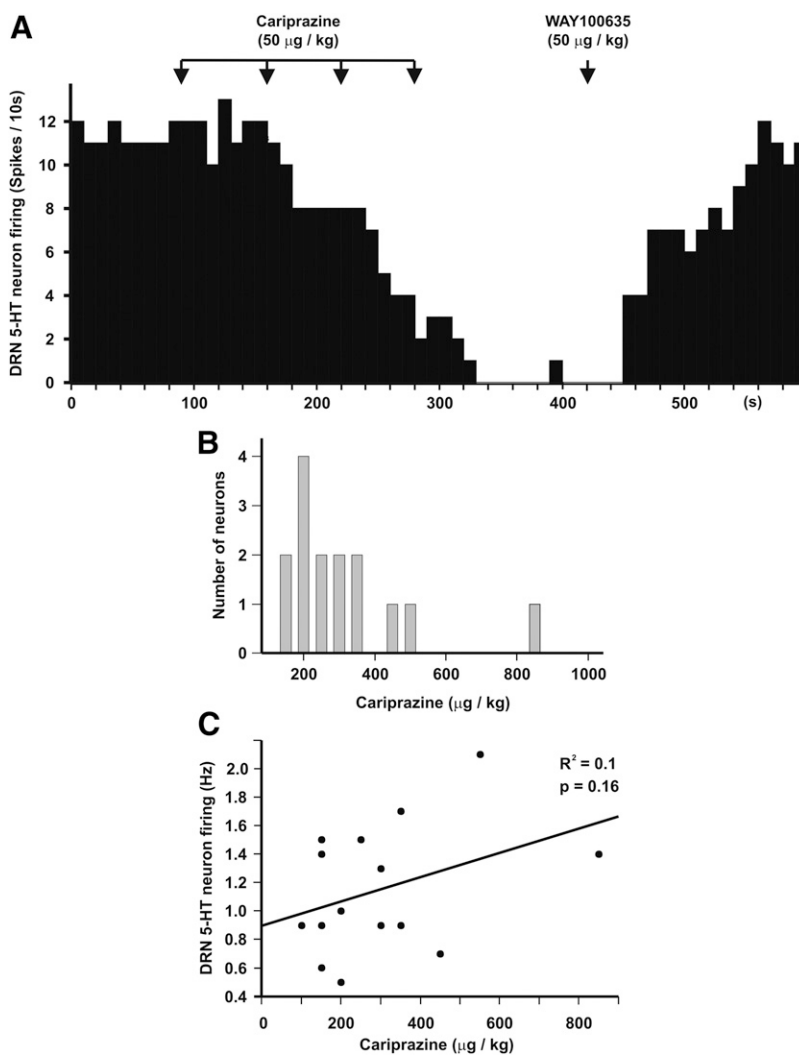 A
Cariprazine
(50 μg / kg)
WAY100635
(50 μg / kg)
DRN 5-HT neuron firing (Spikes / 10s)
12
10
8
6
4
2
0
0 100 200 300 400 500 (s)
B
Number of neurons
4
3
2
1
0
200 400 600 800 1000
Cariprazine (μg / kg)
C
DRN 5-HT neuron firing (Hz)
R² = 0.1
p = 0.16
2.0
1.8
1.6
1.4
1.2
1.0
0.8
0.6
0.4
0 200 400 600 800
Cariprazine (μg / kg)